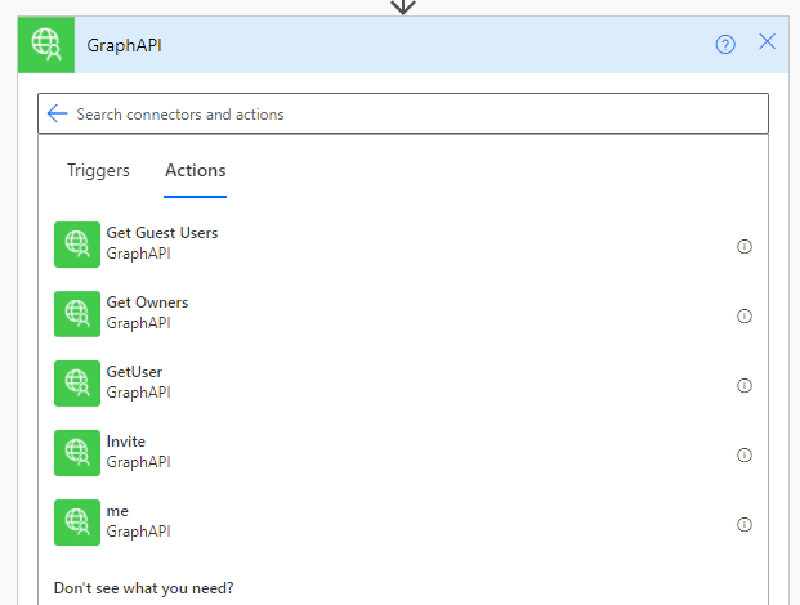 GraphAPI
Search connectors and actions
Triggers Actions
Get Guest Users
GraphAPI
Get Owners
GraphAPI
GetUser
GraphAPI
Invite
GraphAPI
me
GraphAPI
Don't see what you need?